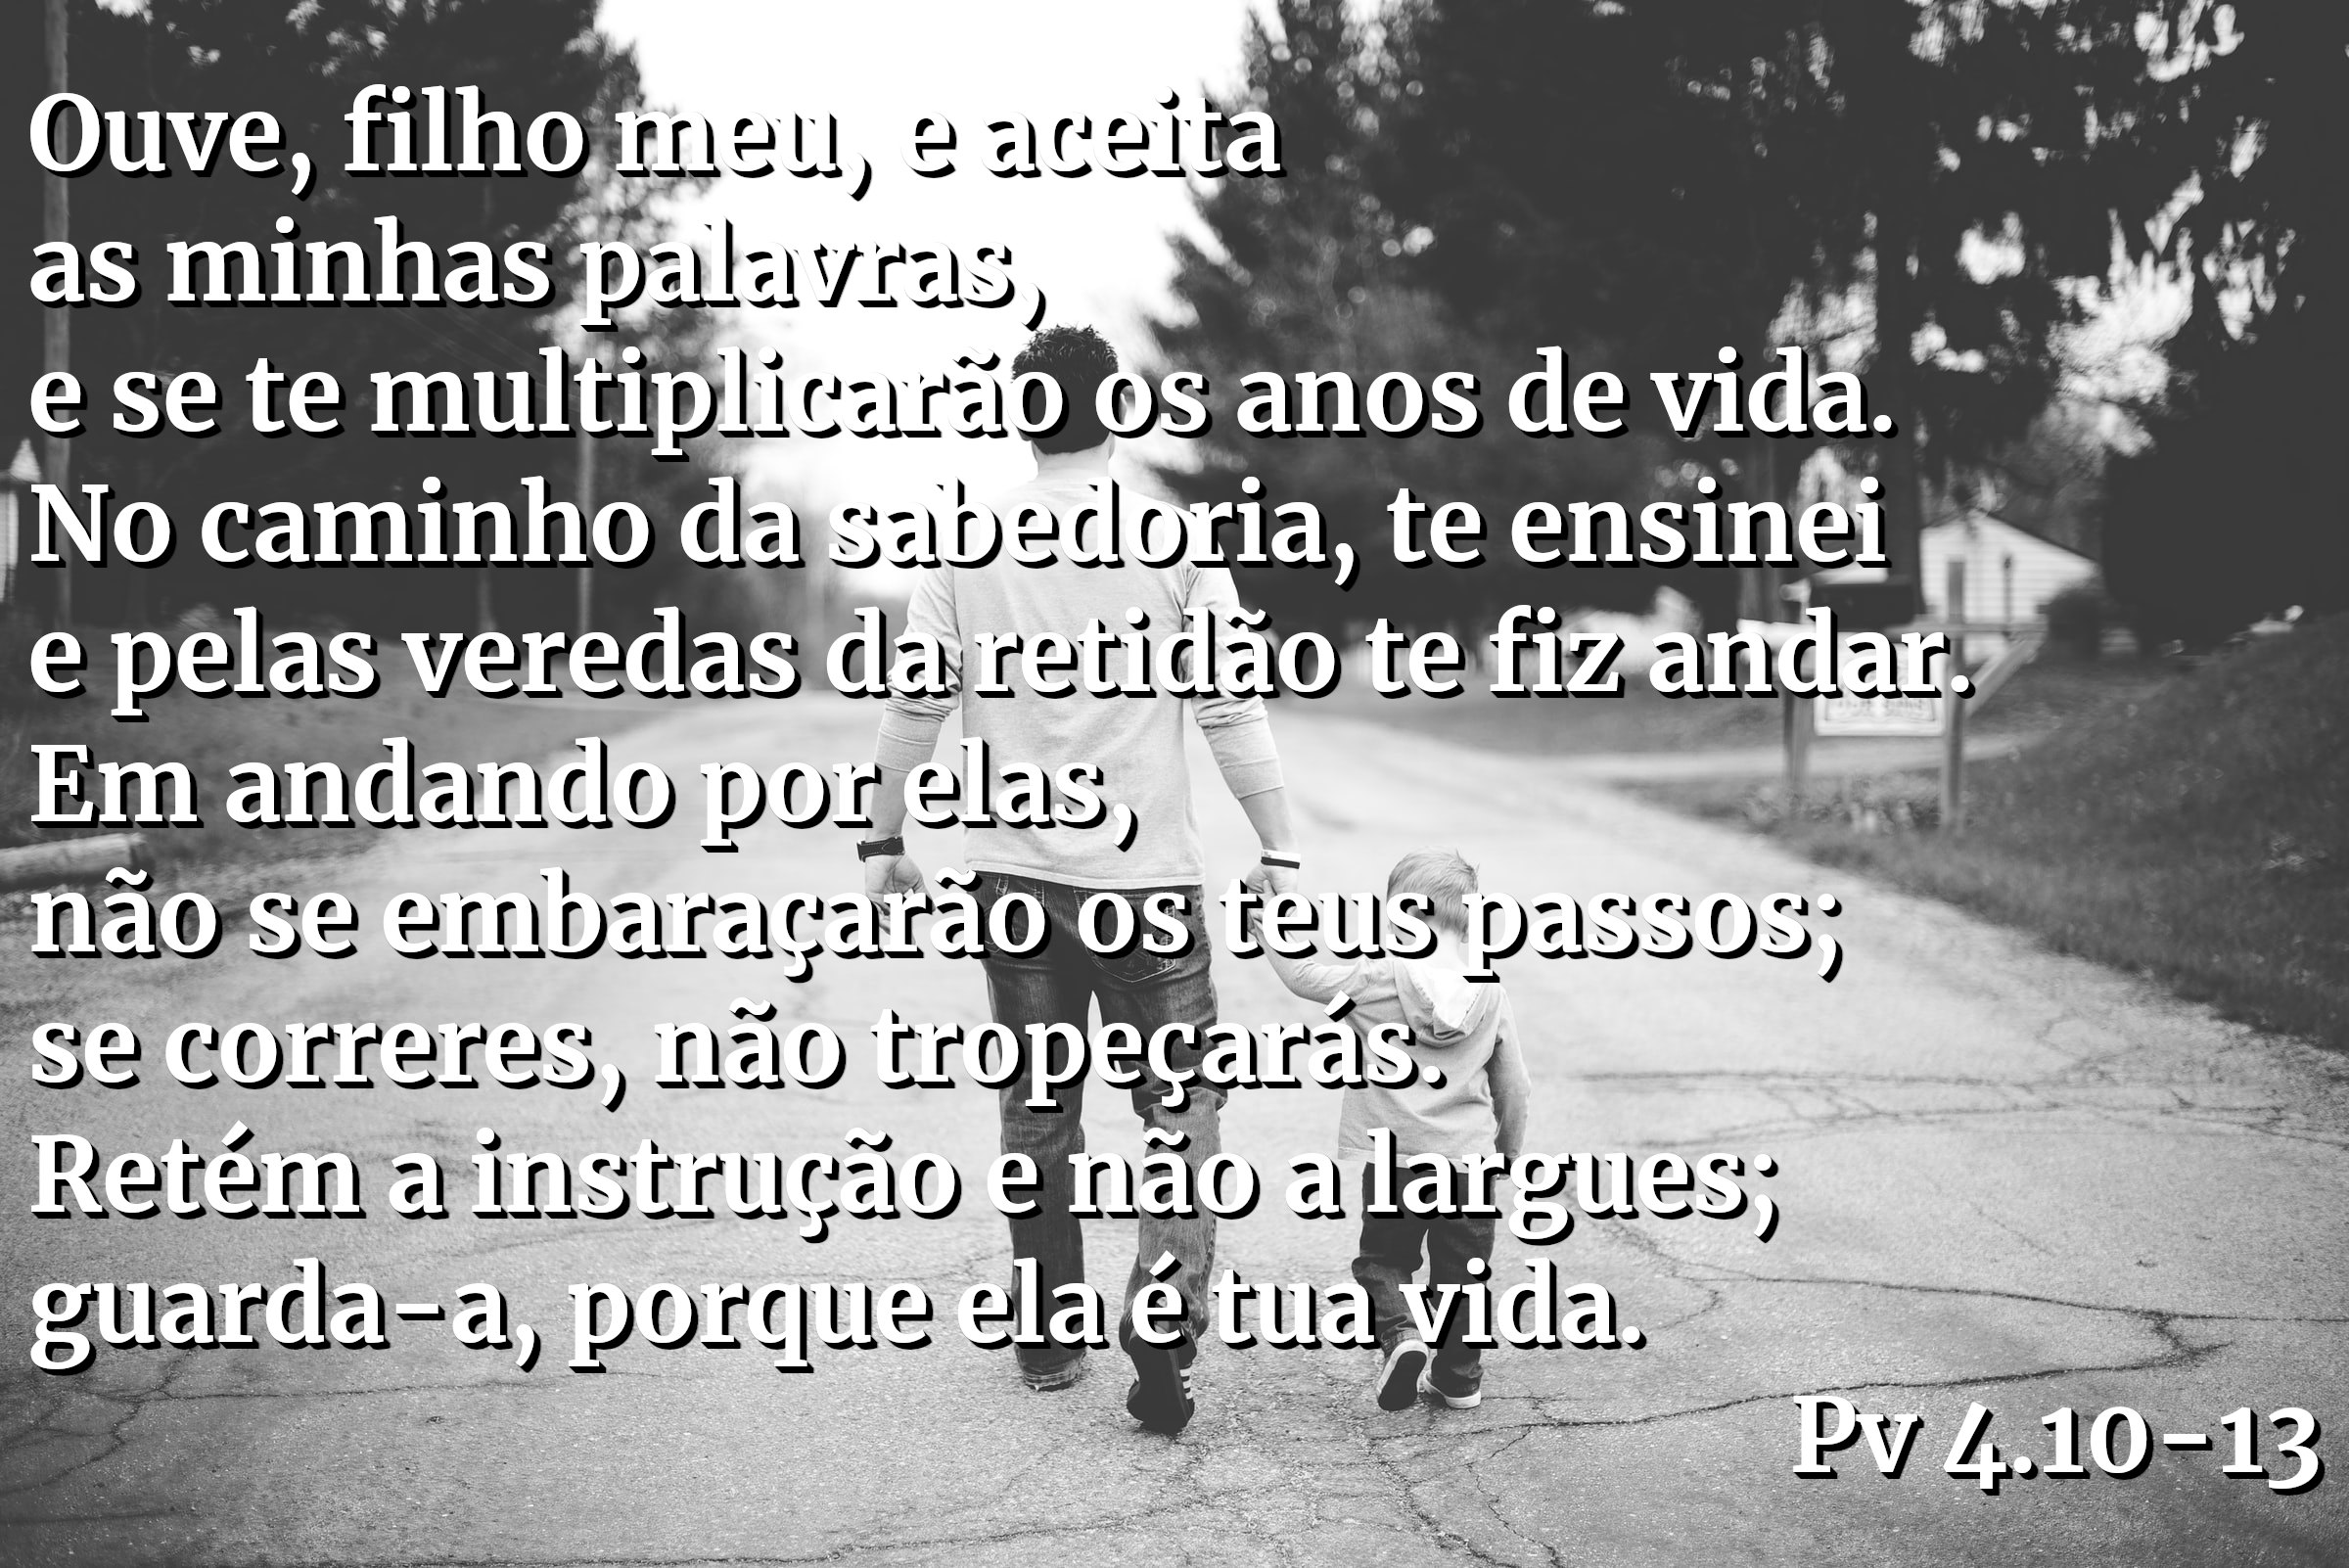 Ouve, filho meu, e aceita
as minhas palavras,
e se te multiplicarão os anos de vida.
No caminho da sabedoria, te ensinei
e pelas veredas da retidão te fiz andar.
Em andando por elas,
não se embaraçarão os teus passos;
se correres, não tropeçarás.
Retém a instrução e não a largues;
guarda-a, porque ela é tua vida.
Pv 4.10-13